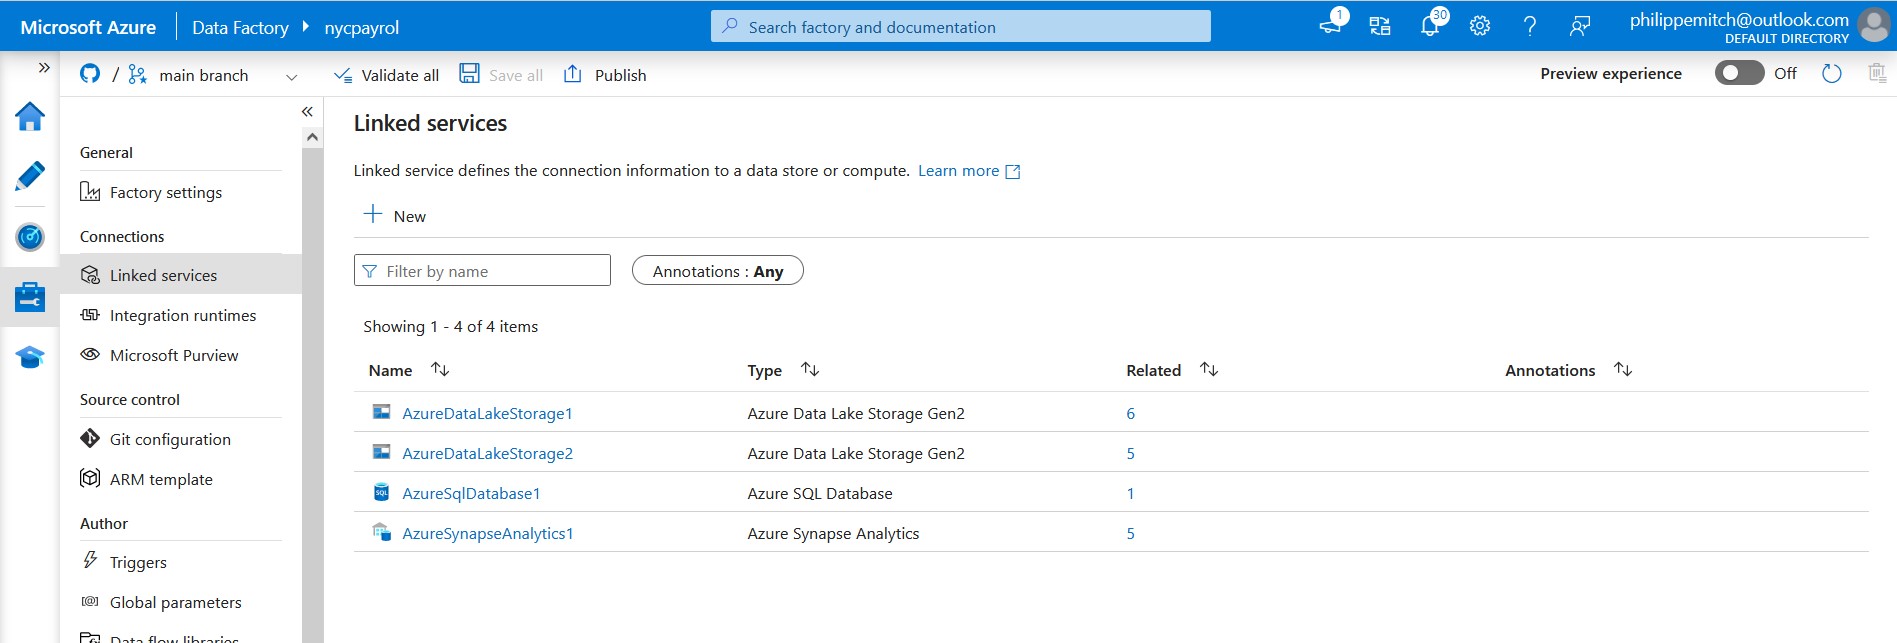 Microsoft Azure
Data Factory
nycpayrol
Search factory and documentation
1
30
philippemitch@outlook.com
DEFAULT DIRECTORY
/ main branch
Validate all
Save all
Publish
Preview experience
Off
General
Factory settings
Connections
Linked services
Integration runtimes
Microsoft Purview
Source control
Git configuration
ARM template
Author
Triggers
Global parameters
Data flow libraries
Linked services
Linked service defines the connection information to a data store or compute. Learn more
New
Filter by name
Annotations : Any
Showing 1 - 4 of 4 items
Name Type Related Annotations
AzureDataLakeStorage1 Azure Data Lake Storage Gen2 6
AzureDataLakeStorage2 Azure Data Lake Storage Gen2 5
AzureSqlDatabase1 Azure SQL Database 1
AzureSynapseAnalytics1 Azure Synapse Analytics 5